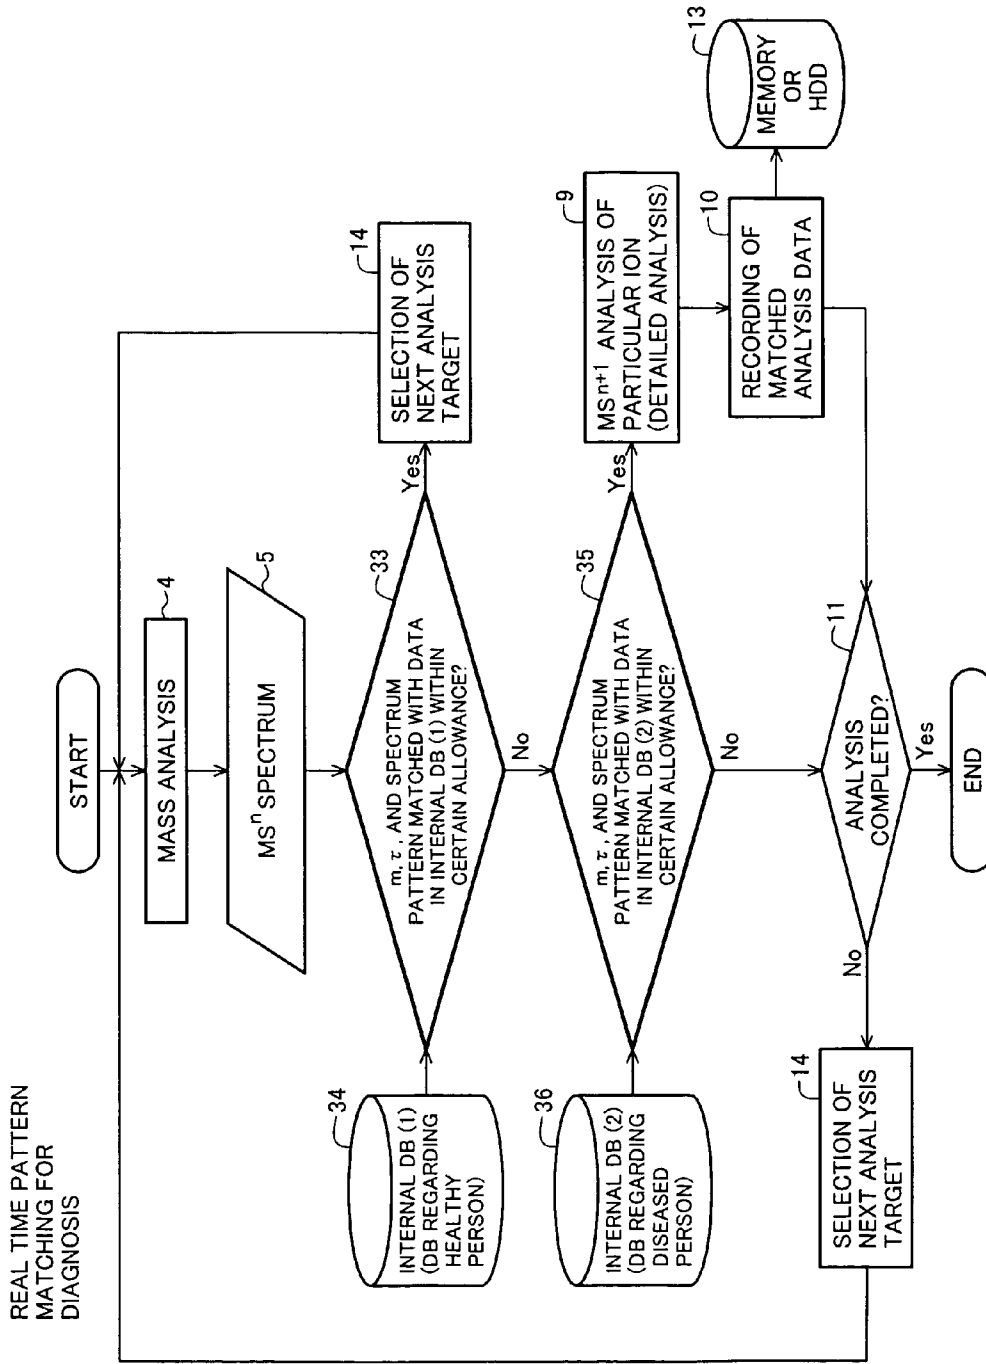 REAL TIME PATTERN
MATCHING FOR
DIAGNOSIS
START
MASS ANALYSIS
4
MSⁿ SPECTRUM
5
INTERNAL DB (1)
(DB REGARDING
HEALTHY
PERSON)
34
m, τ, AND SPECTRUM
PATTERN MATCHED WITH DATA
IN INTERNAL DB (1) WITHIN
CERTAIN ALLOWANCE?
33
Yes
SELECTION OF
NEXT ANALYSIS
TARGET
14
No
INTERNAL DB (2)
(DB REGARDING
DISEASED
PERSON)
36
m, τ, AND SPECTRUM
PATTERN MATCHED WITH DATA
IN INTERNAL DB (2) WITHIN
CERTAIN ALLOWANCE?
35
Yes
MSⁿ⁺¹ ANALYSIS OF
PARTICULAR ION
(DETAILED ANALYSIS)
9
RECORDING OF
MATCHED
ANALYSIS DATA
10
MEMORY
OR
HDD
13
No
ANALYSIS
COMPLETED?
11
No
SELECTION OF
NEXT ANALYSIS
TARGET
14
Yes
END